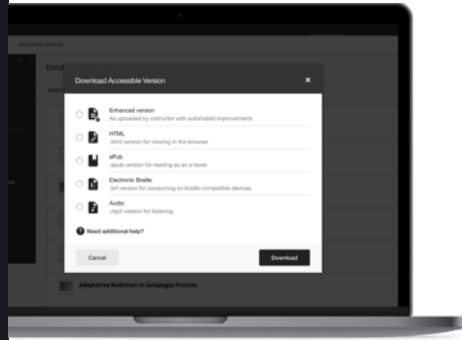 Download Accessible Version
Enhanced version
As uploaded by instructor with automated improvements
HTML
.html version for viewing in the browser
ePub
.epub version for reading as an e-book
Electronic Braille
.brf version for consuming on braille-compatible devices
Audio
.mp4 version for listening
Need additional help?
Cancel
Download
Adaptative Radiation in Galapagos Finches